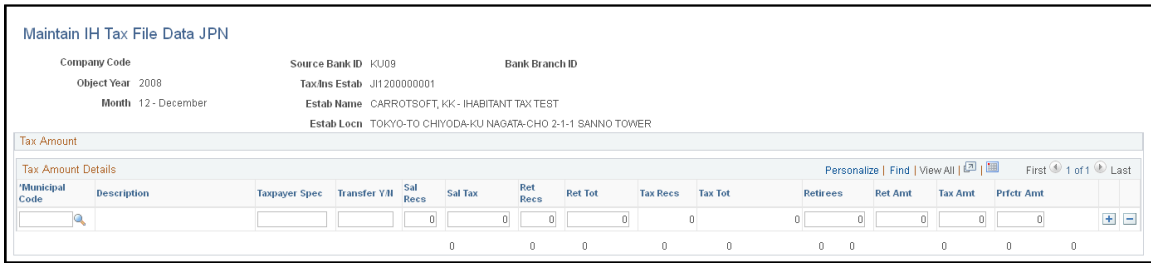 Maintain IH Tax File Data JPN
Company Code Source Bank ID KU09 Bank Branch ID
Object Year 2008 Tax/Ins Estab JI1200000001
Month 12 - December Estab Name CARROTSOFT, KK - IHABITANT TAX TEST
Estab Locn TOKYO-TO CHIYODA-KU NAGATA-CHO 2-1-1 SANNO TOWER
Tax Amount
Tax Amount Details Personalize | Find | View All | First 1 of 1 Last
*Municipal Code Description Taxpayer Spec Transfer Y/N Sal Recs Sal Tax Ret Recs Ret Tot Tax Recs Tax Tot Retirees Ret Amt Tax Amt Prfctr Amt
0 0 0 0 0 0 0 0 0 0
0 0 0 0 0 0 0 0 0 0